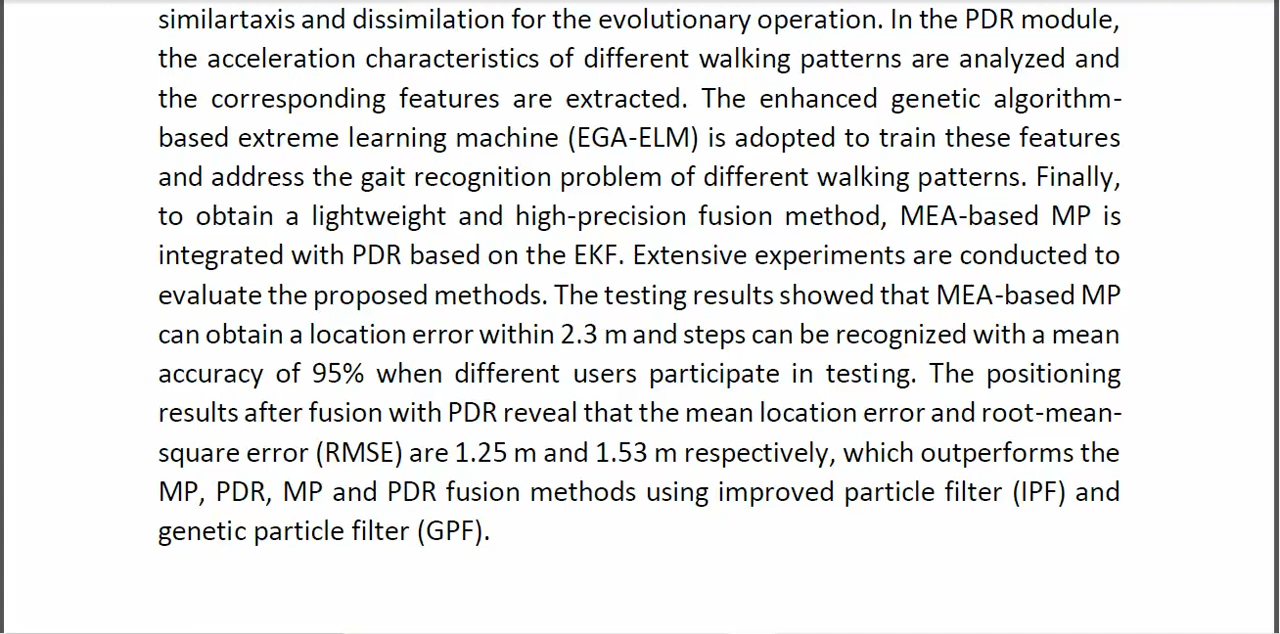 similartaxis and dissimilation for the evolutionary operation. In the PDR module,
the acceleration characteristics of different walking patterns are analyzed and
the corresponding features are extracted. The enhanced genetic algorithm-
based extreme learning machine (EGA-ELM) is adopted to train these features
and address the gait recognition problem of different walking patterns. Finally,
to obtain a lightweight and high-precision fusion method, MEA-based MP is
integrated with PDR based on the EKF. Extensive experiments are conducted to
evaluate the proposed methods. The testing results showed that MEA-based MP
can obtain a location error within 2.3 m and steps can be recognized with a mean
accuracy of 95% when different users participate in testing. The positioning
results after fusion with PDR reveal that the mean location error and root-mean-
square error (RMSE) are 1.25 m and 1.53 m respectively, which outperforms the
MP, PDR, MP and PDR fusion methods using improved particle filter (IPF) and
genetic particle filter (GPF).